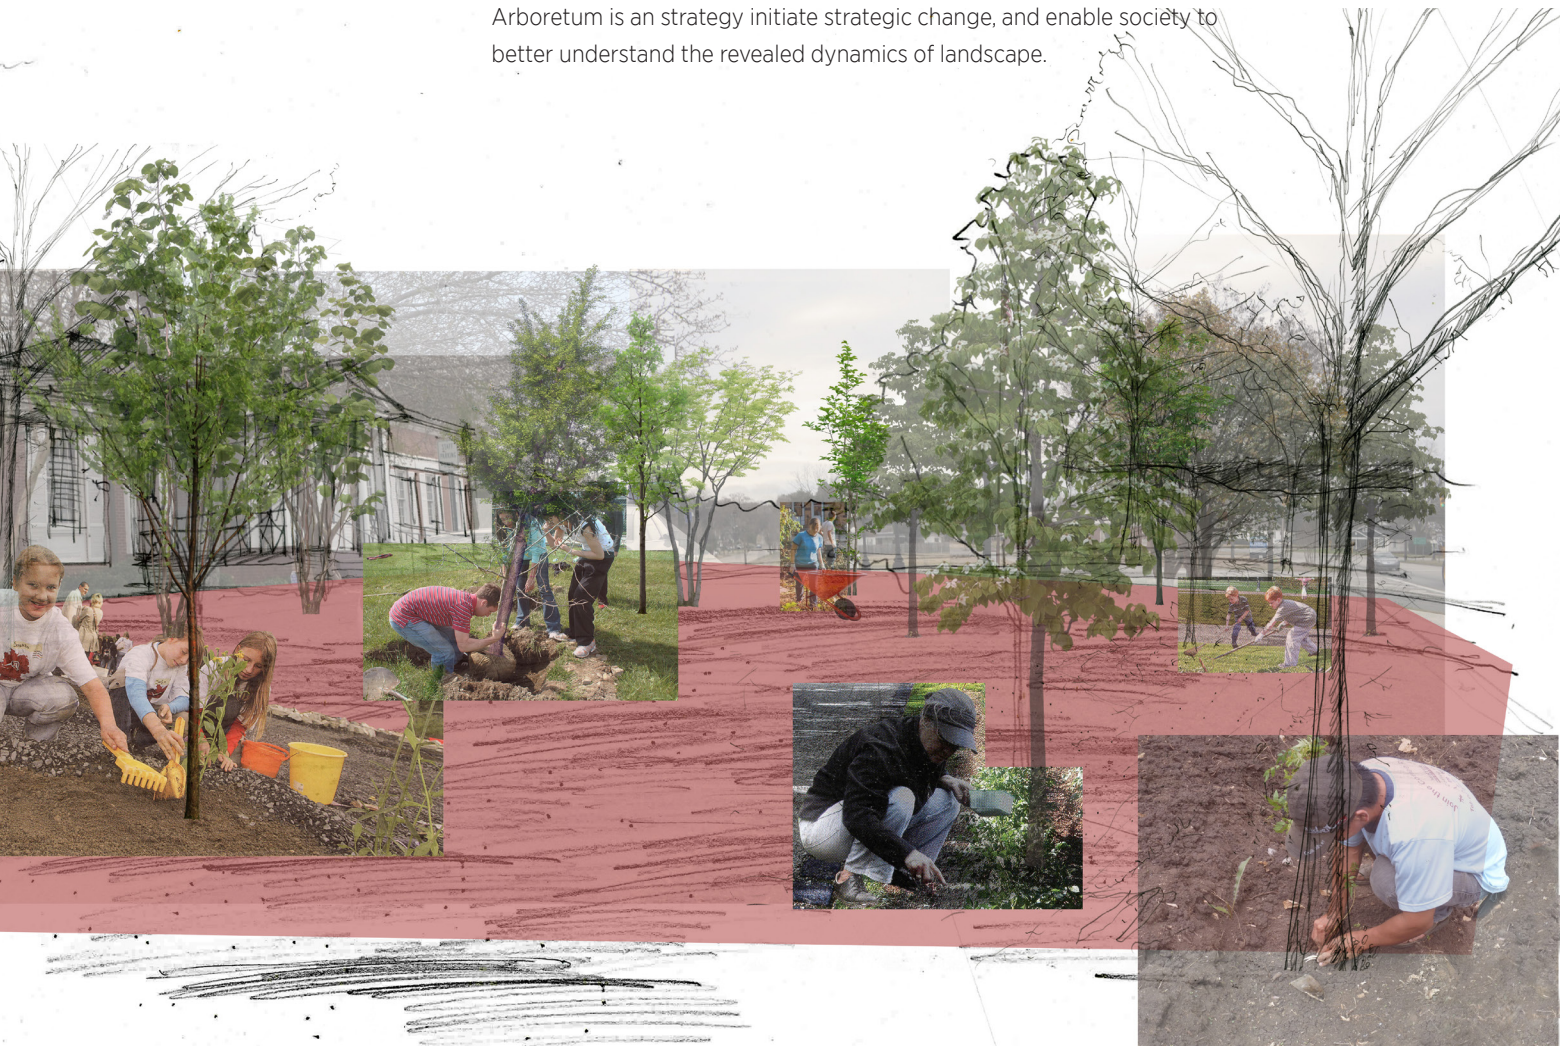 Arboretum is an strategy initiate strategic change, and enable society to
better understand the revealed dynamics of landscape.